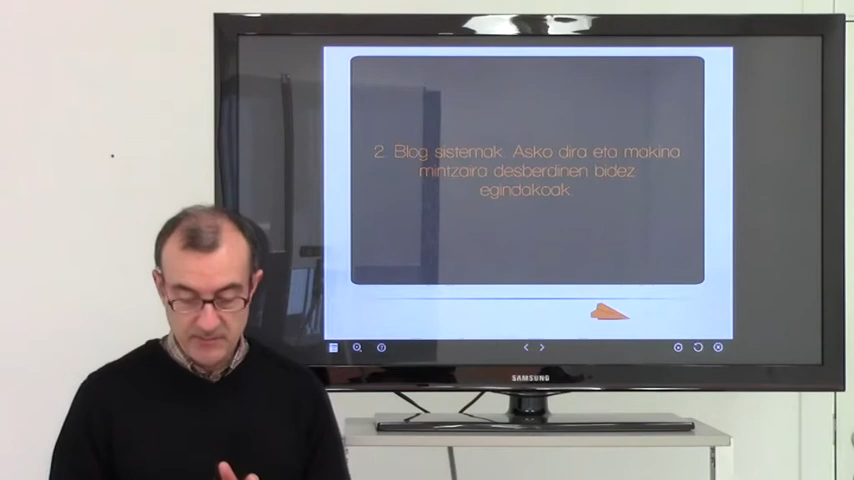 2. Blog sistemak. Asko dira eta makina
mintzaira desberdinen bidez
egindakoak.
SAMSUNG